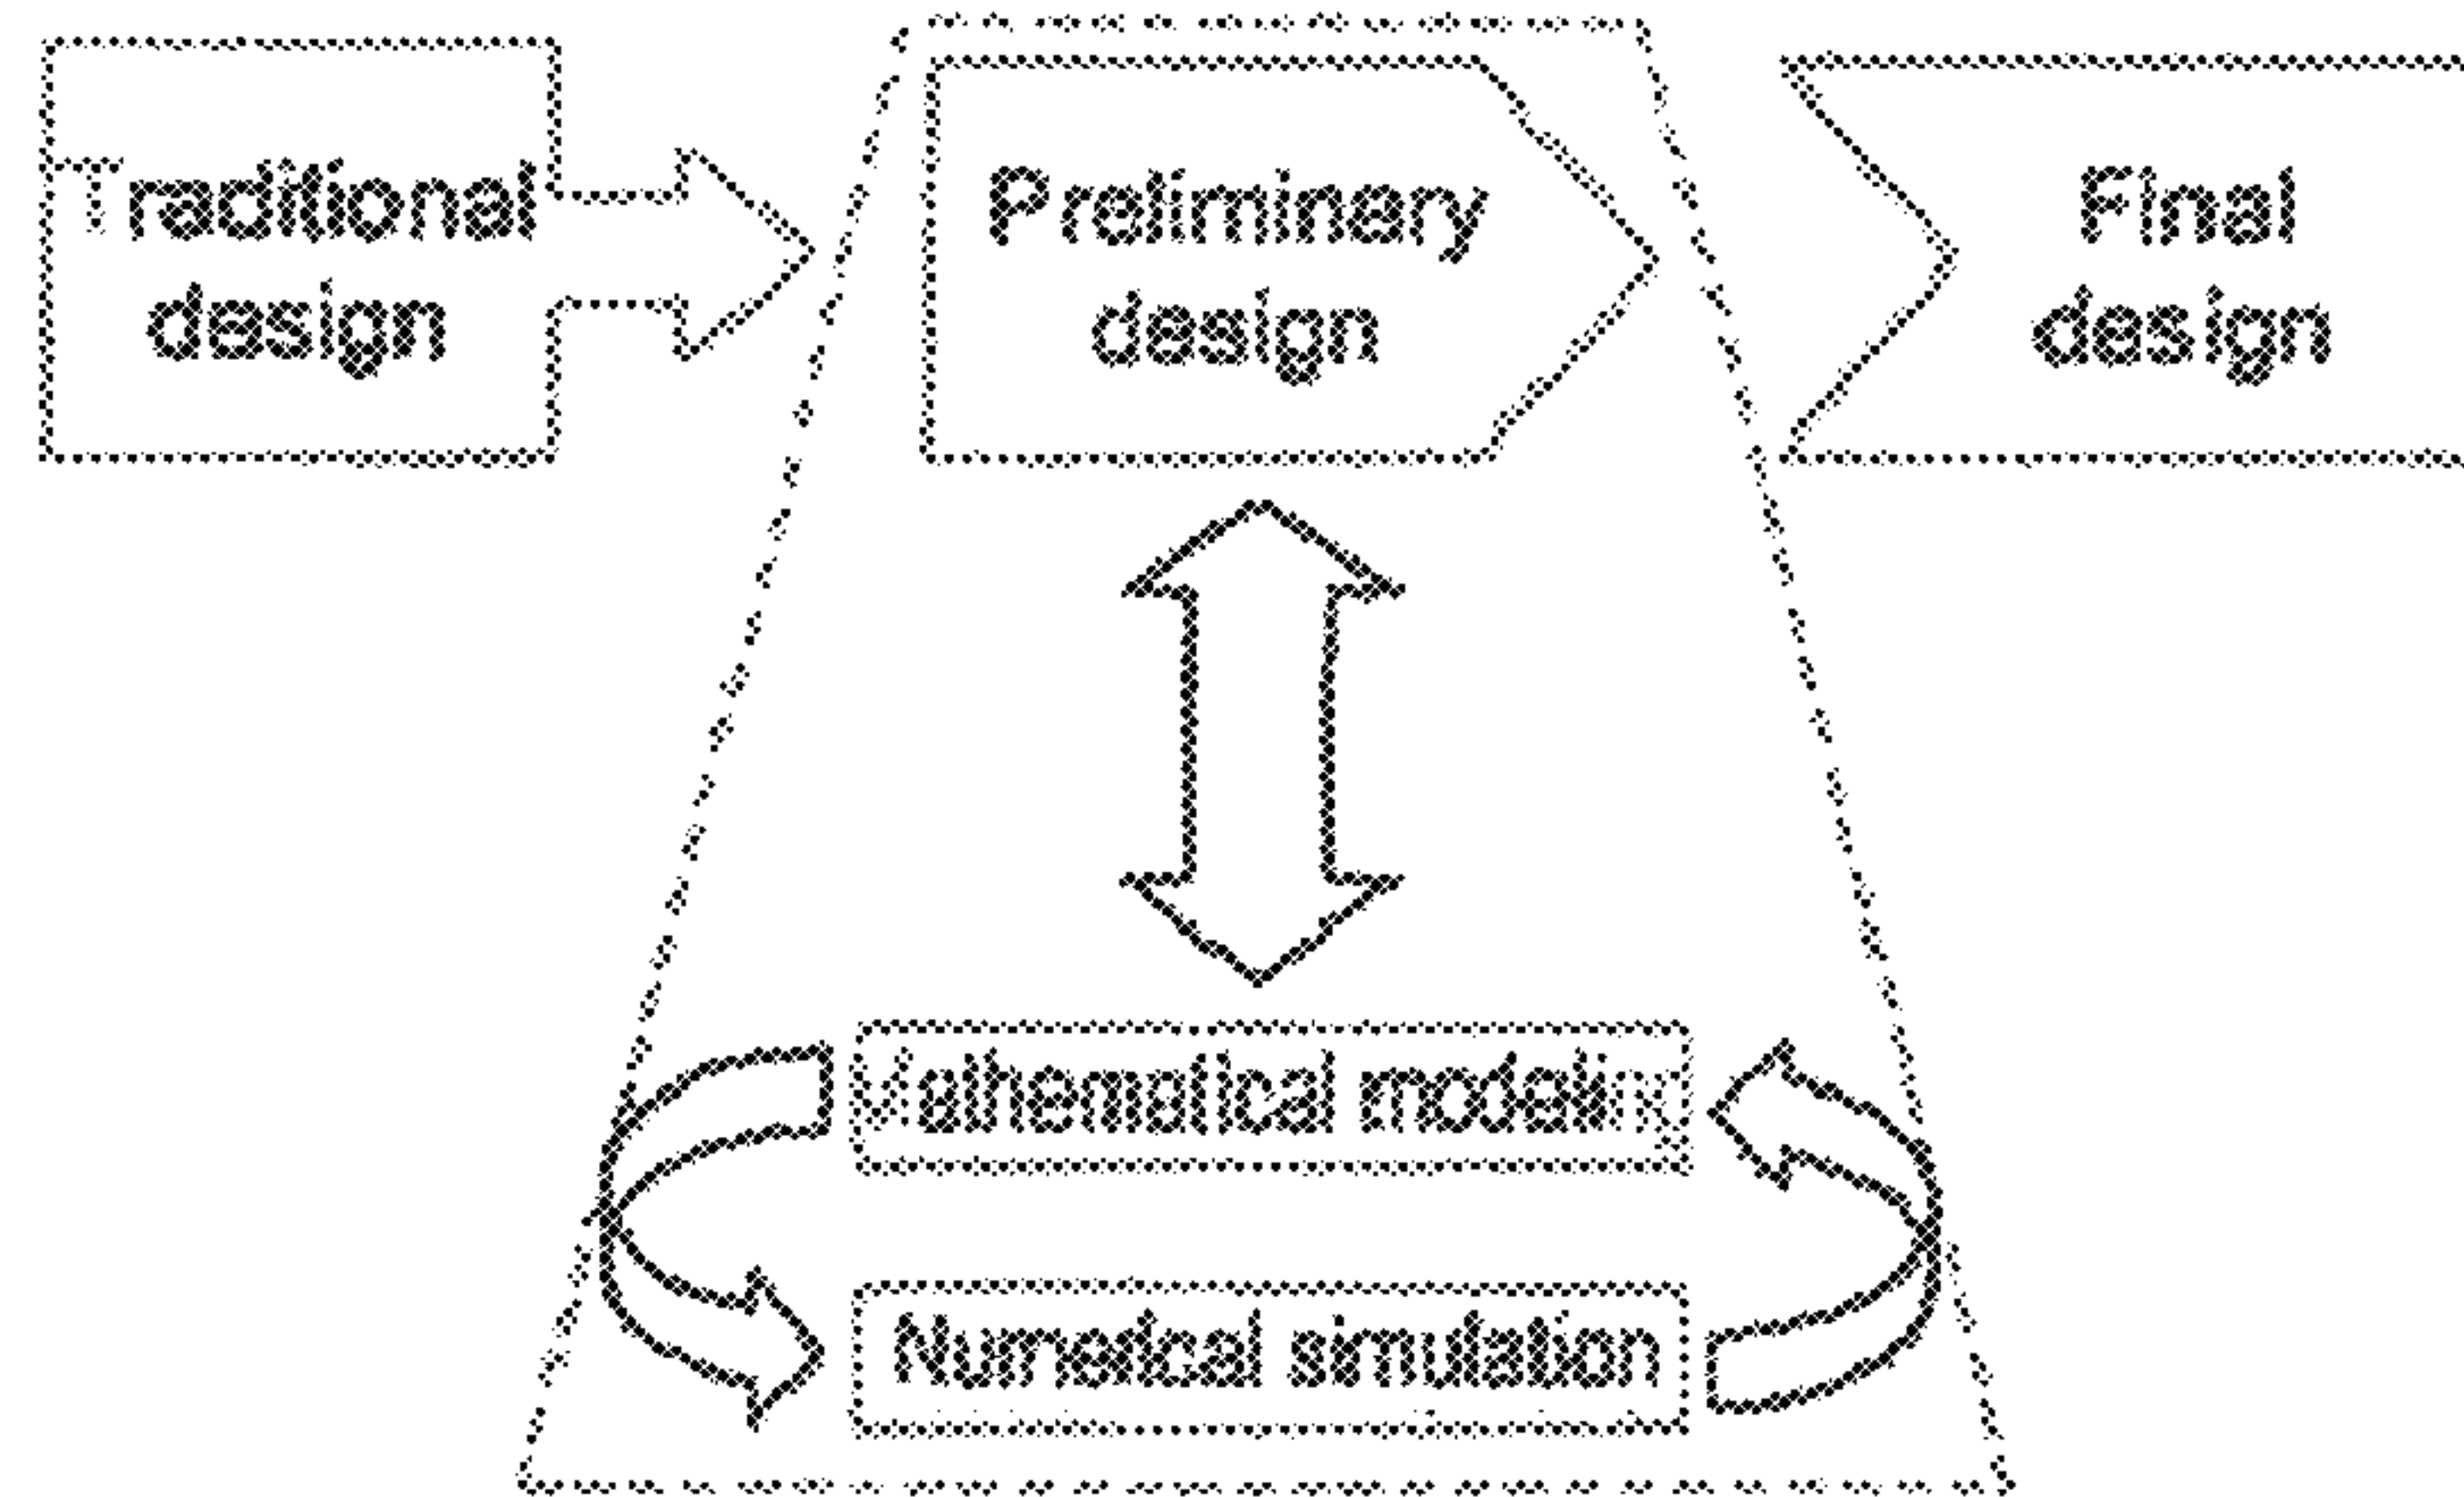 Traditional
design
Preliminary
design
Final
design
Mathematical modeling
Numerical simulation